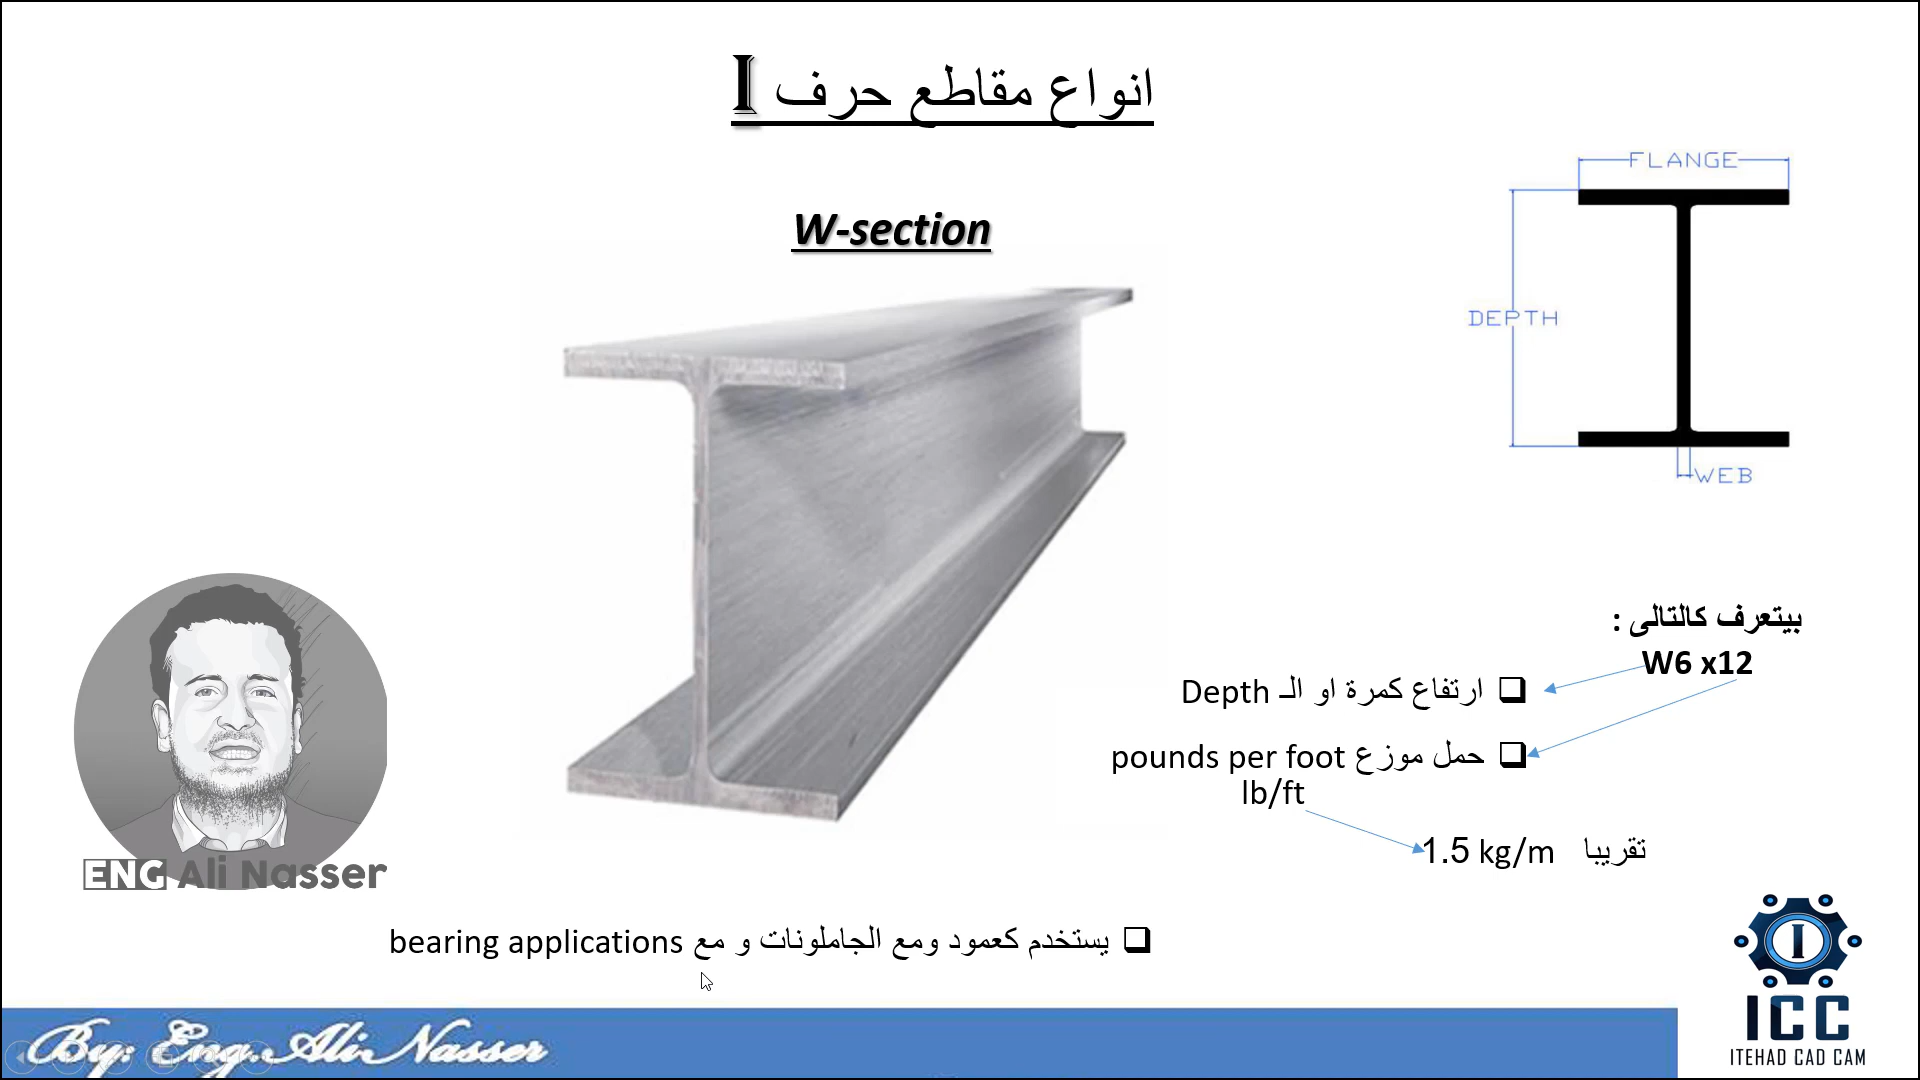 انواع مقاطع حرف I
W-section
FLANGE
DEPTH
WEB
بيتعرف كالتالى :
W6 x12
ارتفاع كمرة او الـ Depth
حمل موزع pounds per foot
lb/ft
تقريبا 1.5 kg/m
ENG Ali Nasser
يستخدم كعمود ومع الجاملونات و مع bearing applications
By: Eng. Ali Nasser
I
ICC
ITEHAD CAD CAM